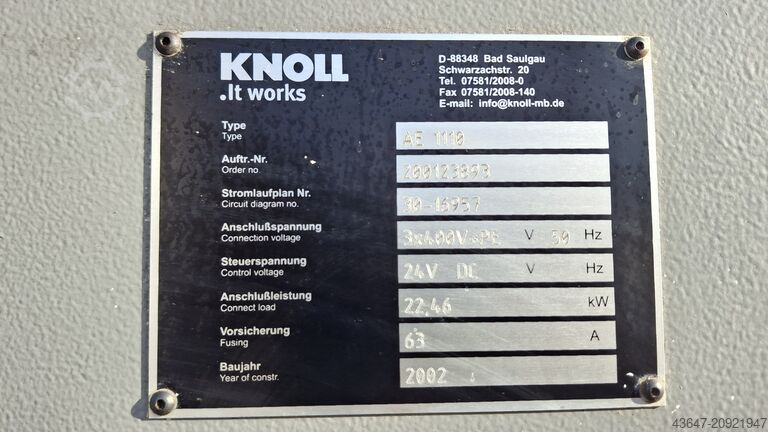 KNOLL
.It works
D-88348 Bad Saulgau
Schwarzachstr. 20
Tel. 07581/2008-0
Fax 07581/2008-140
E-mail: info@knoll-mb.de
Type
Type
AE 1110
Auftr.-Nr.
Order no.
200123893
Stromlaufplan Nr.
Circuit diagram no.
30-16957
Anschlußspannung
Connection voltage
3x400V+PE V 50 Hz
Steuerspannung
Control voltage
24V DC V Hz
Anschlußleistung
Connect load
22,46 kW
Vorsicherung
Fusing
63 A
Baujahr
Year of constr.
2002
43647-20921947